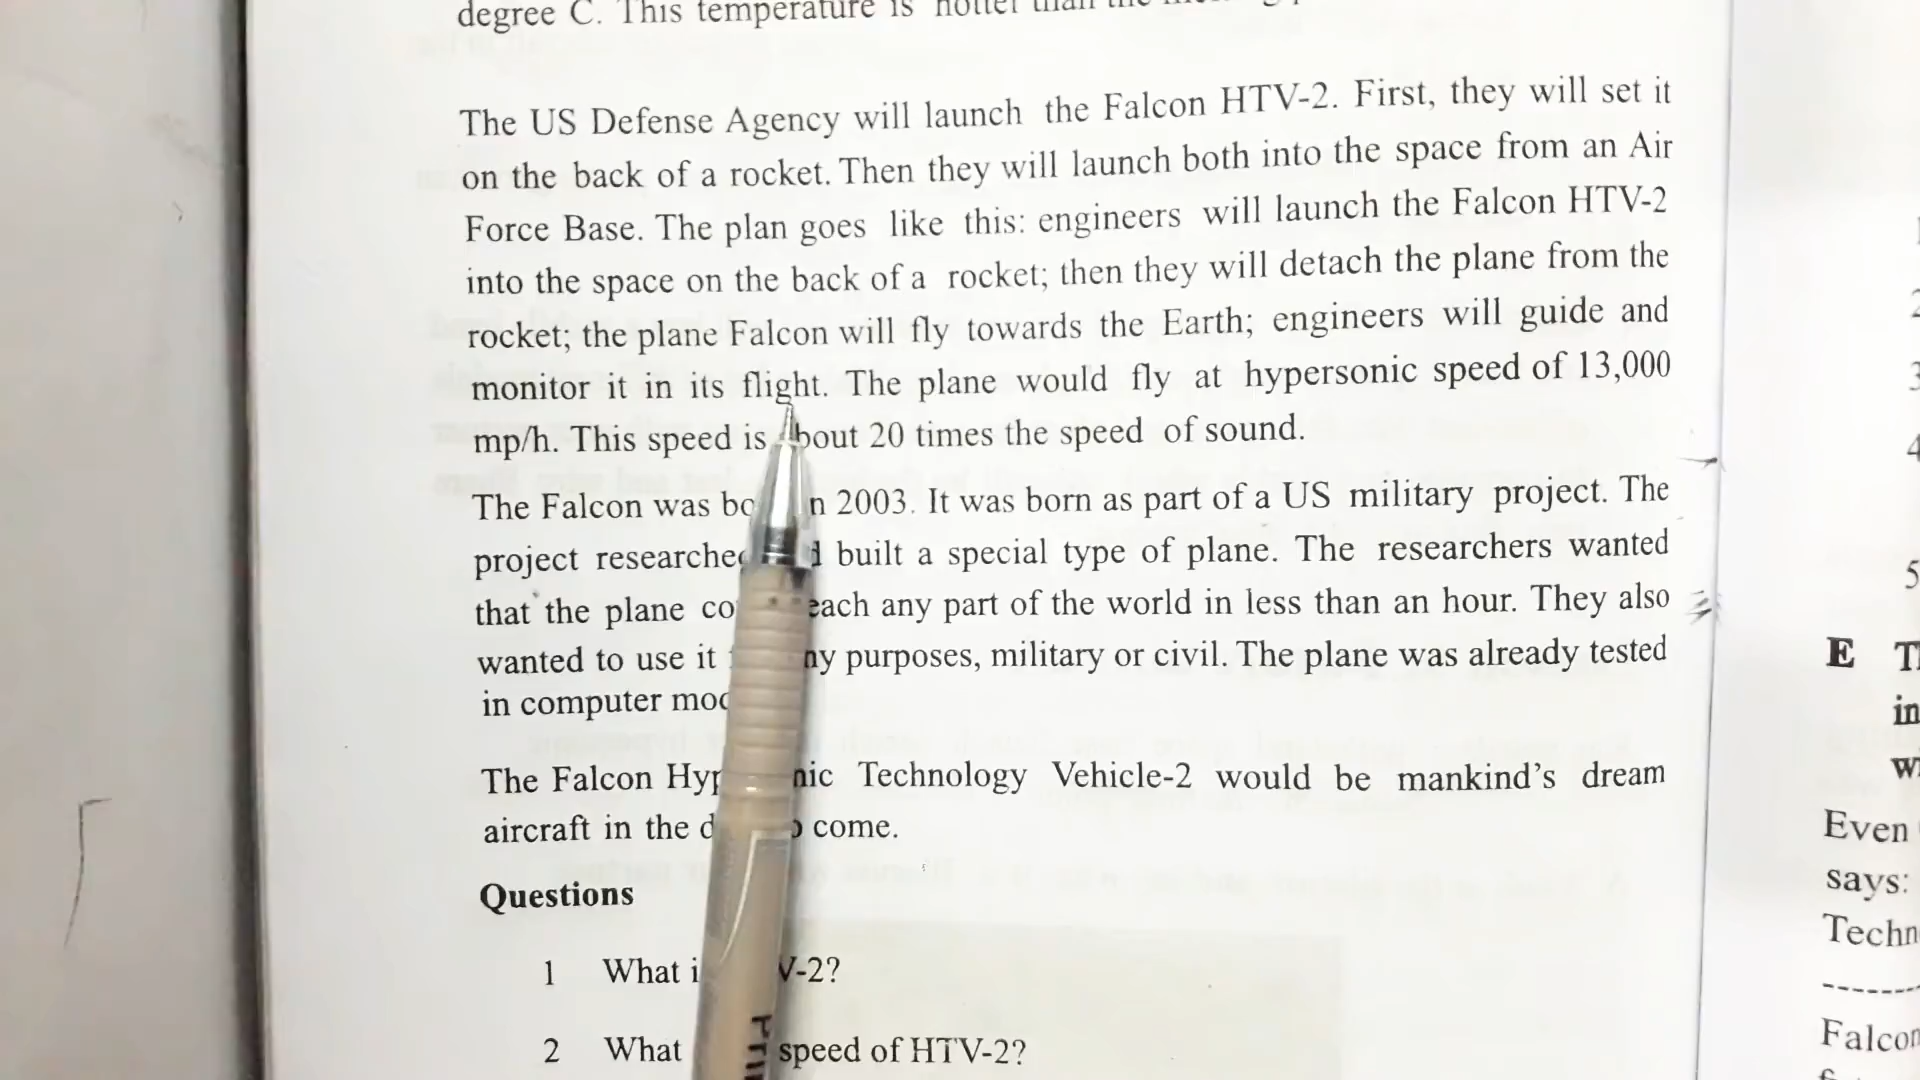 degree C. This temperature is hotter than the
The US Defense Agency will launch the Falcon HTV-2. First, they will set it
on the back of a rocket. Then they will launch both into the space from an Air
Force Base. The plan goes like this: engineers will launch the Falcon HTV-2
into the space on the back of a rocket; then they will detach the plane from the
rocket; the plane Falcon will fly towards the Earth; engineers will guide and
monitor it in its flight. The plane would fly at hypersonic speed of 13,000
mp/h. This speed is about 20 times the speed of sound.
The Falcon was 2003. It was born as part of a US military project. The
project built a special type of plane. The researchers wanted
that the plane any part of the world in less than an hour. They also
wanted to use it purposes, military or civil. The plane was already tested
in computer
The Falcon Technology Vehicle-2 would be mankind's dream
aircraft in the come.
Questions
1 What
2 What speed of HTV-2?
2
4
5
E
in
Even
says:
Techn
Falcon